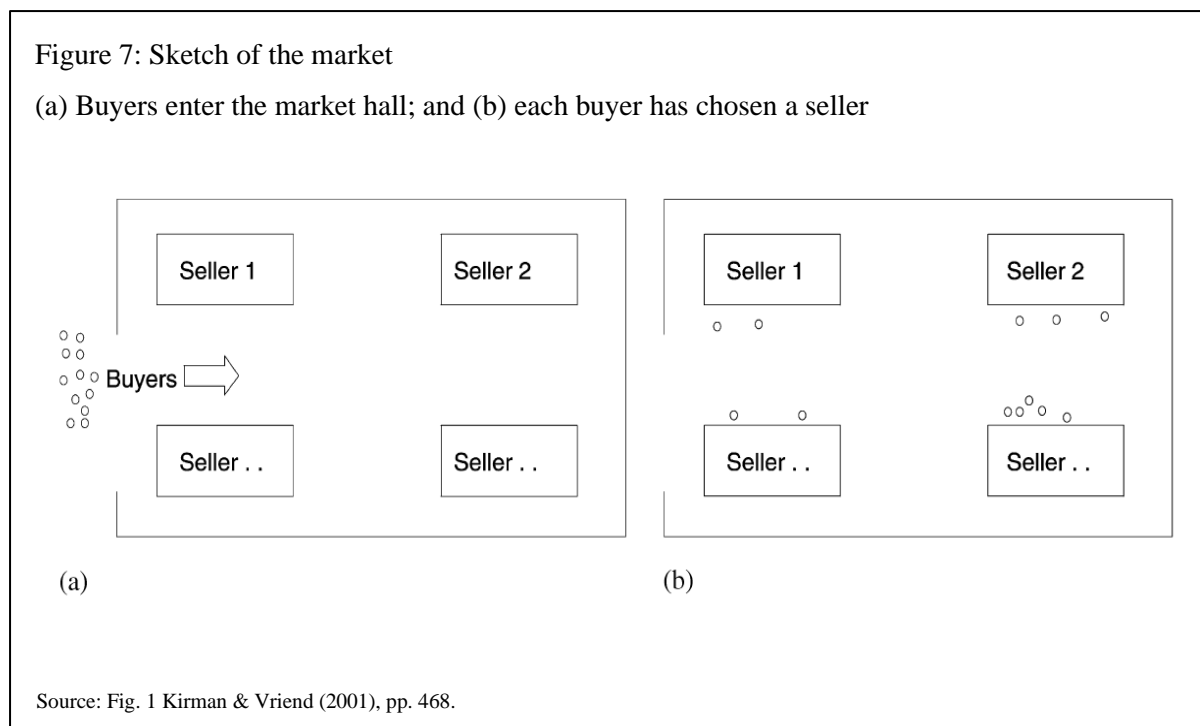 Figure 7: Sketch of the market
(a) Buyers enter the market hall; and (b) each buyer has chosen a seller
Seller 1
Seller 2
Buyers
Seller . .
Seller . .
(a)
Seller 1
Seller 2
Seller . .
Seller . .
(b)
Source: Fig. 1 Kirman & Vriend (2001), pp. 468.